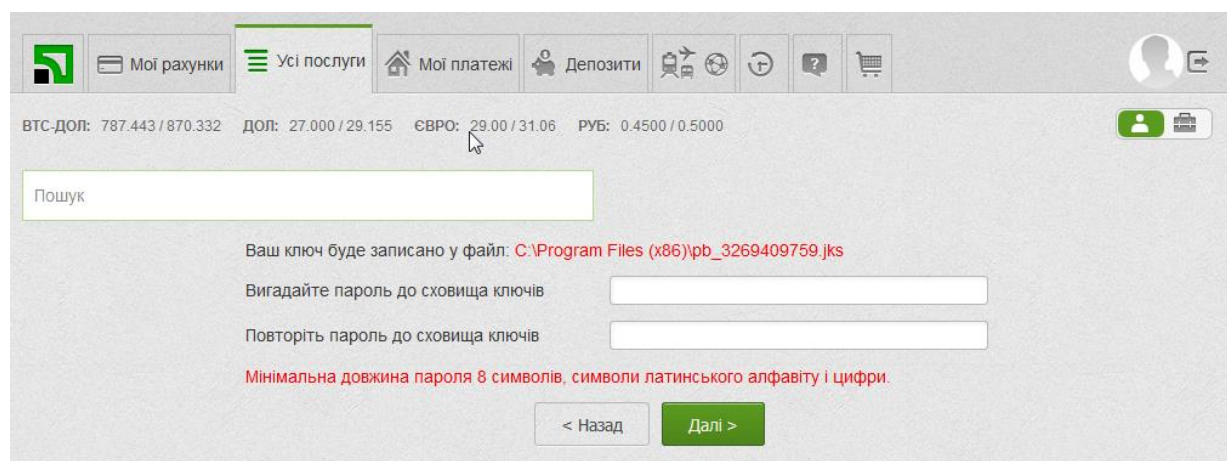 Мої рахунки Усі послуги Мої платежі Депозити
ВТС-ДОЛ: 787.443 / 870.332 ДОЛ: 27.000 / 29.155 ЄВРО: 29.00 / 31.06 РУБ: 0.4500 / 0.5000
Пошук
Ваш ключ буде записано у файл: C:\Program Files (x86)\pb_3269409759.jks
Вигадайте пароль до сховища ключів
Повторіть пароль до сховища ключів
Мінімальна довжина пароля 8 символів, символи латинського алфавіту і цифри.
< Назад Далі >